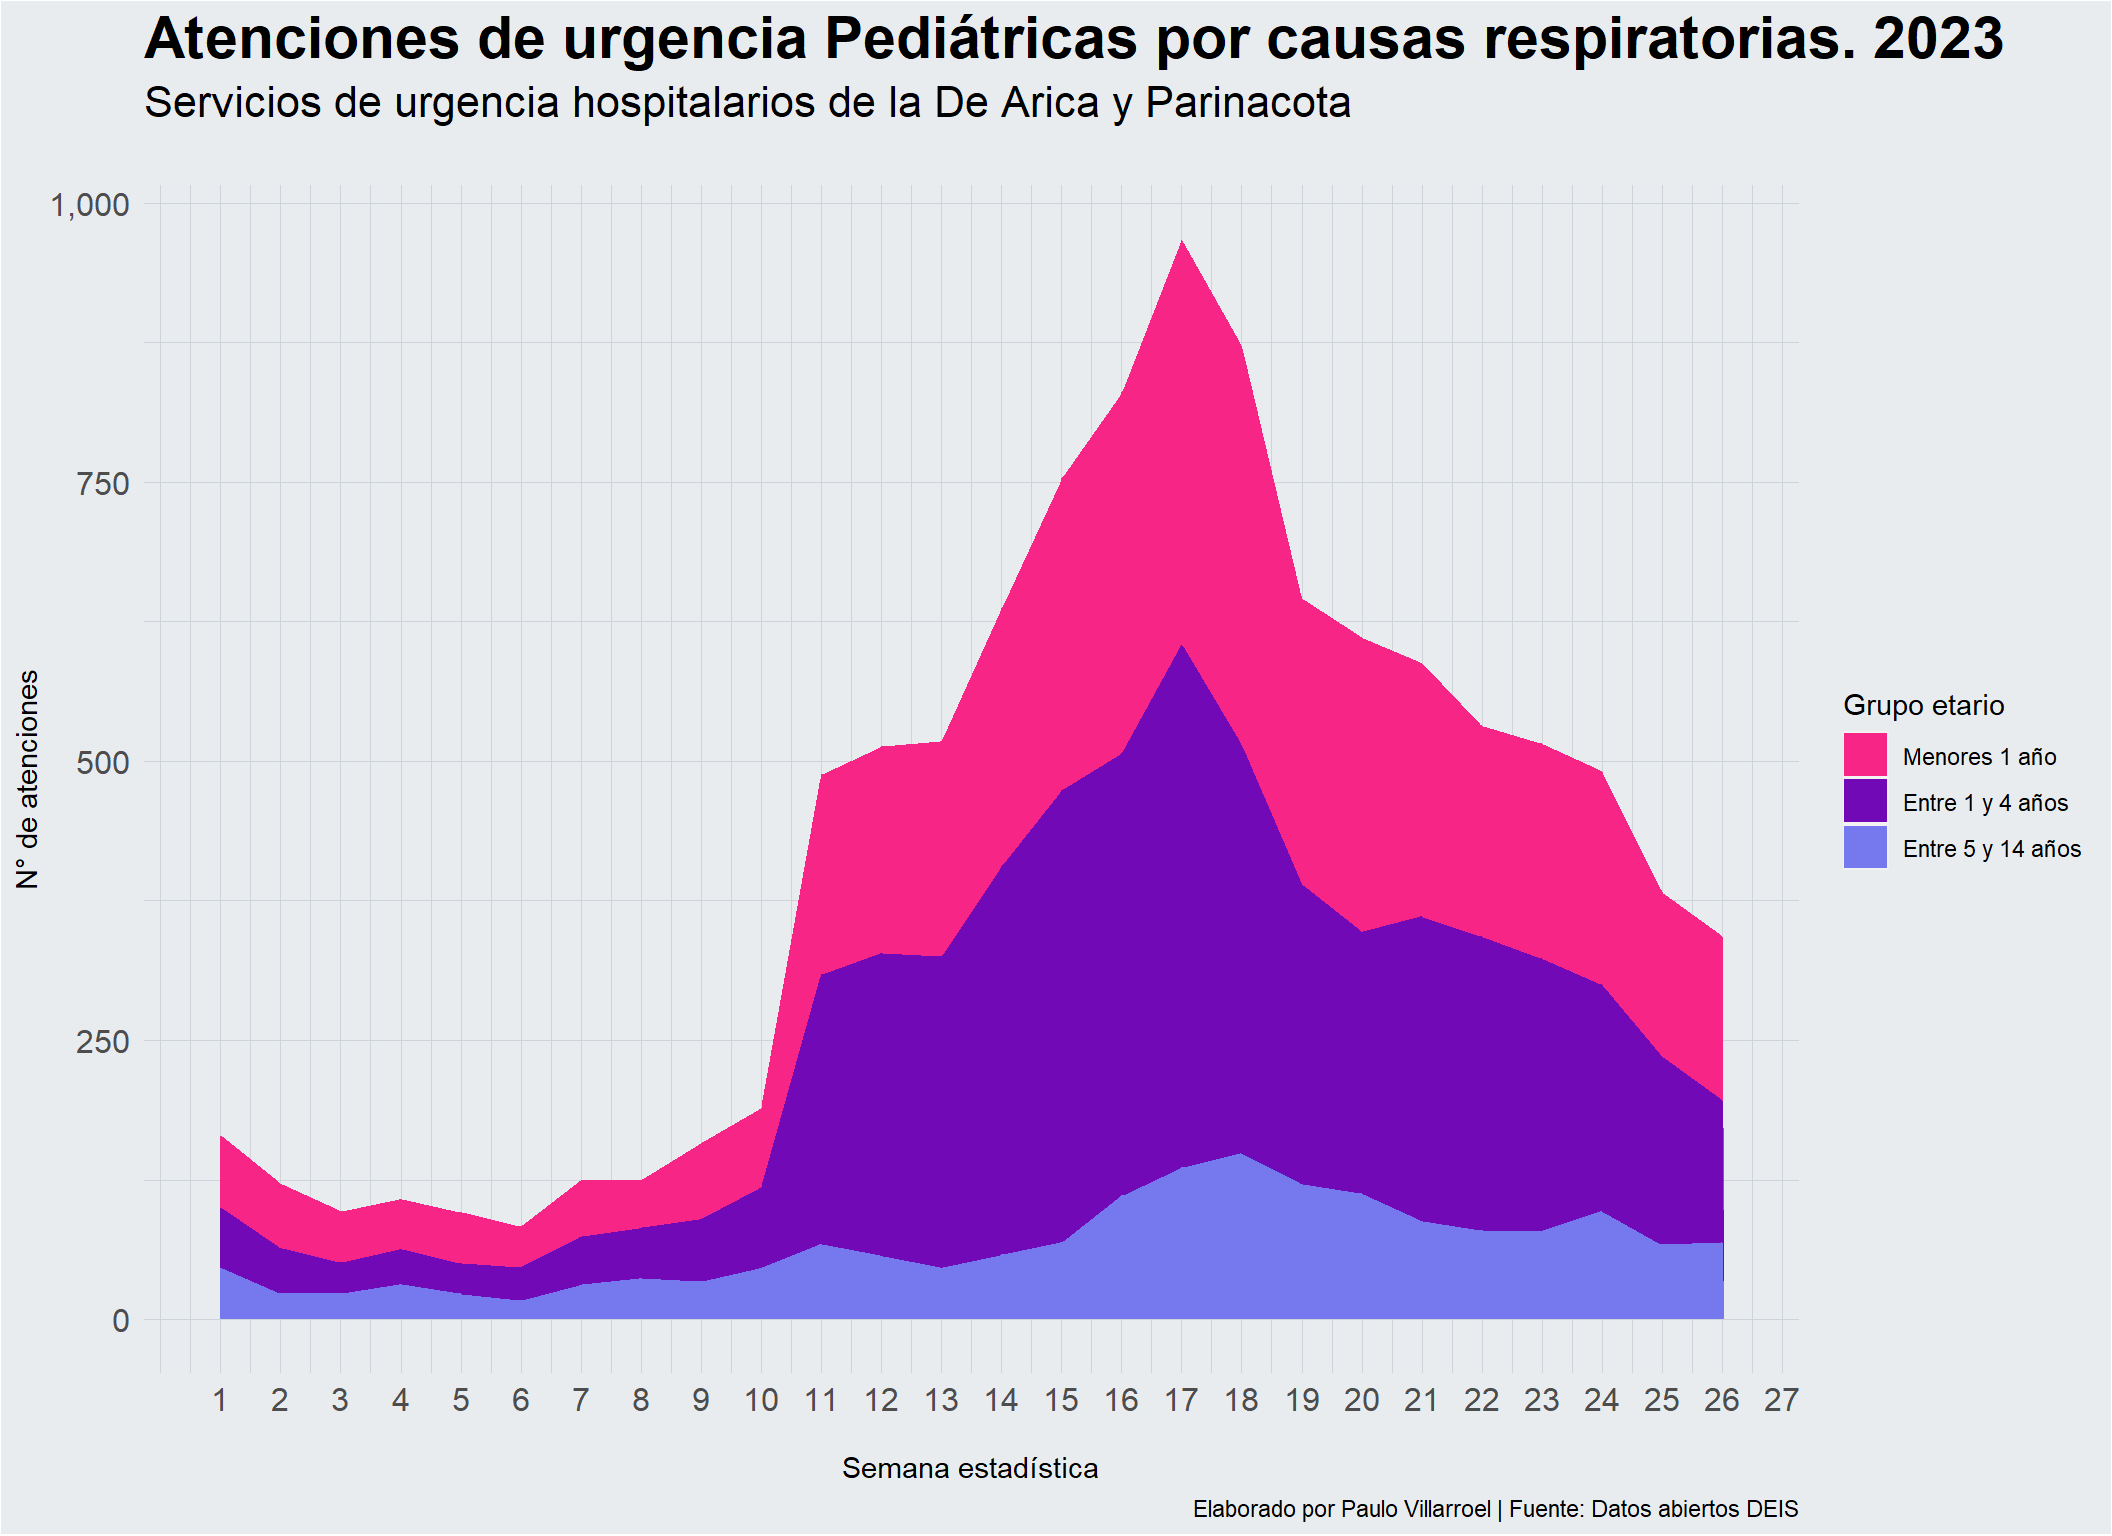 Atenciones de urgencia Pediátricas por causas respiratorias. 2023
Servicios de urgencia hospitalarios de la De Arica y Parinacota
1,000
750
500
250
0
N° de atenciones
Grupo etario
Menores 1 año
Entre 1 y 4 años
Entre 5 y 14 años
1 2 3 4 5 6 7 8 9 10 11 12 13 14 15 16 17 18 19 20 21 22 23 24 25 26 27
Semana estadística
Elaborado por Paulo Villarroel | Fuente: Datos abiertos DEIS